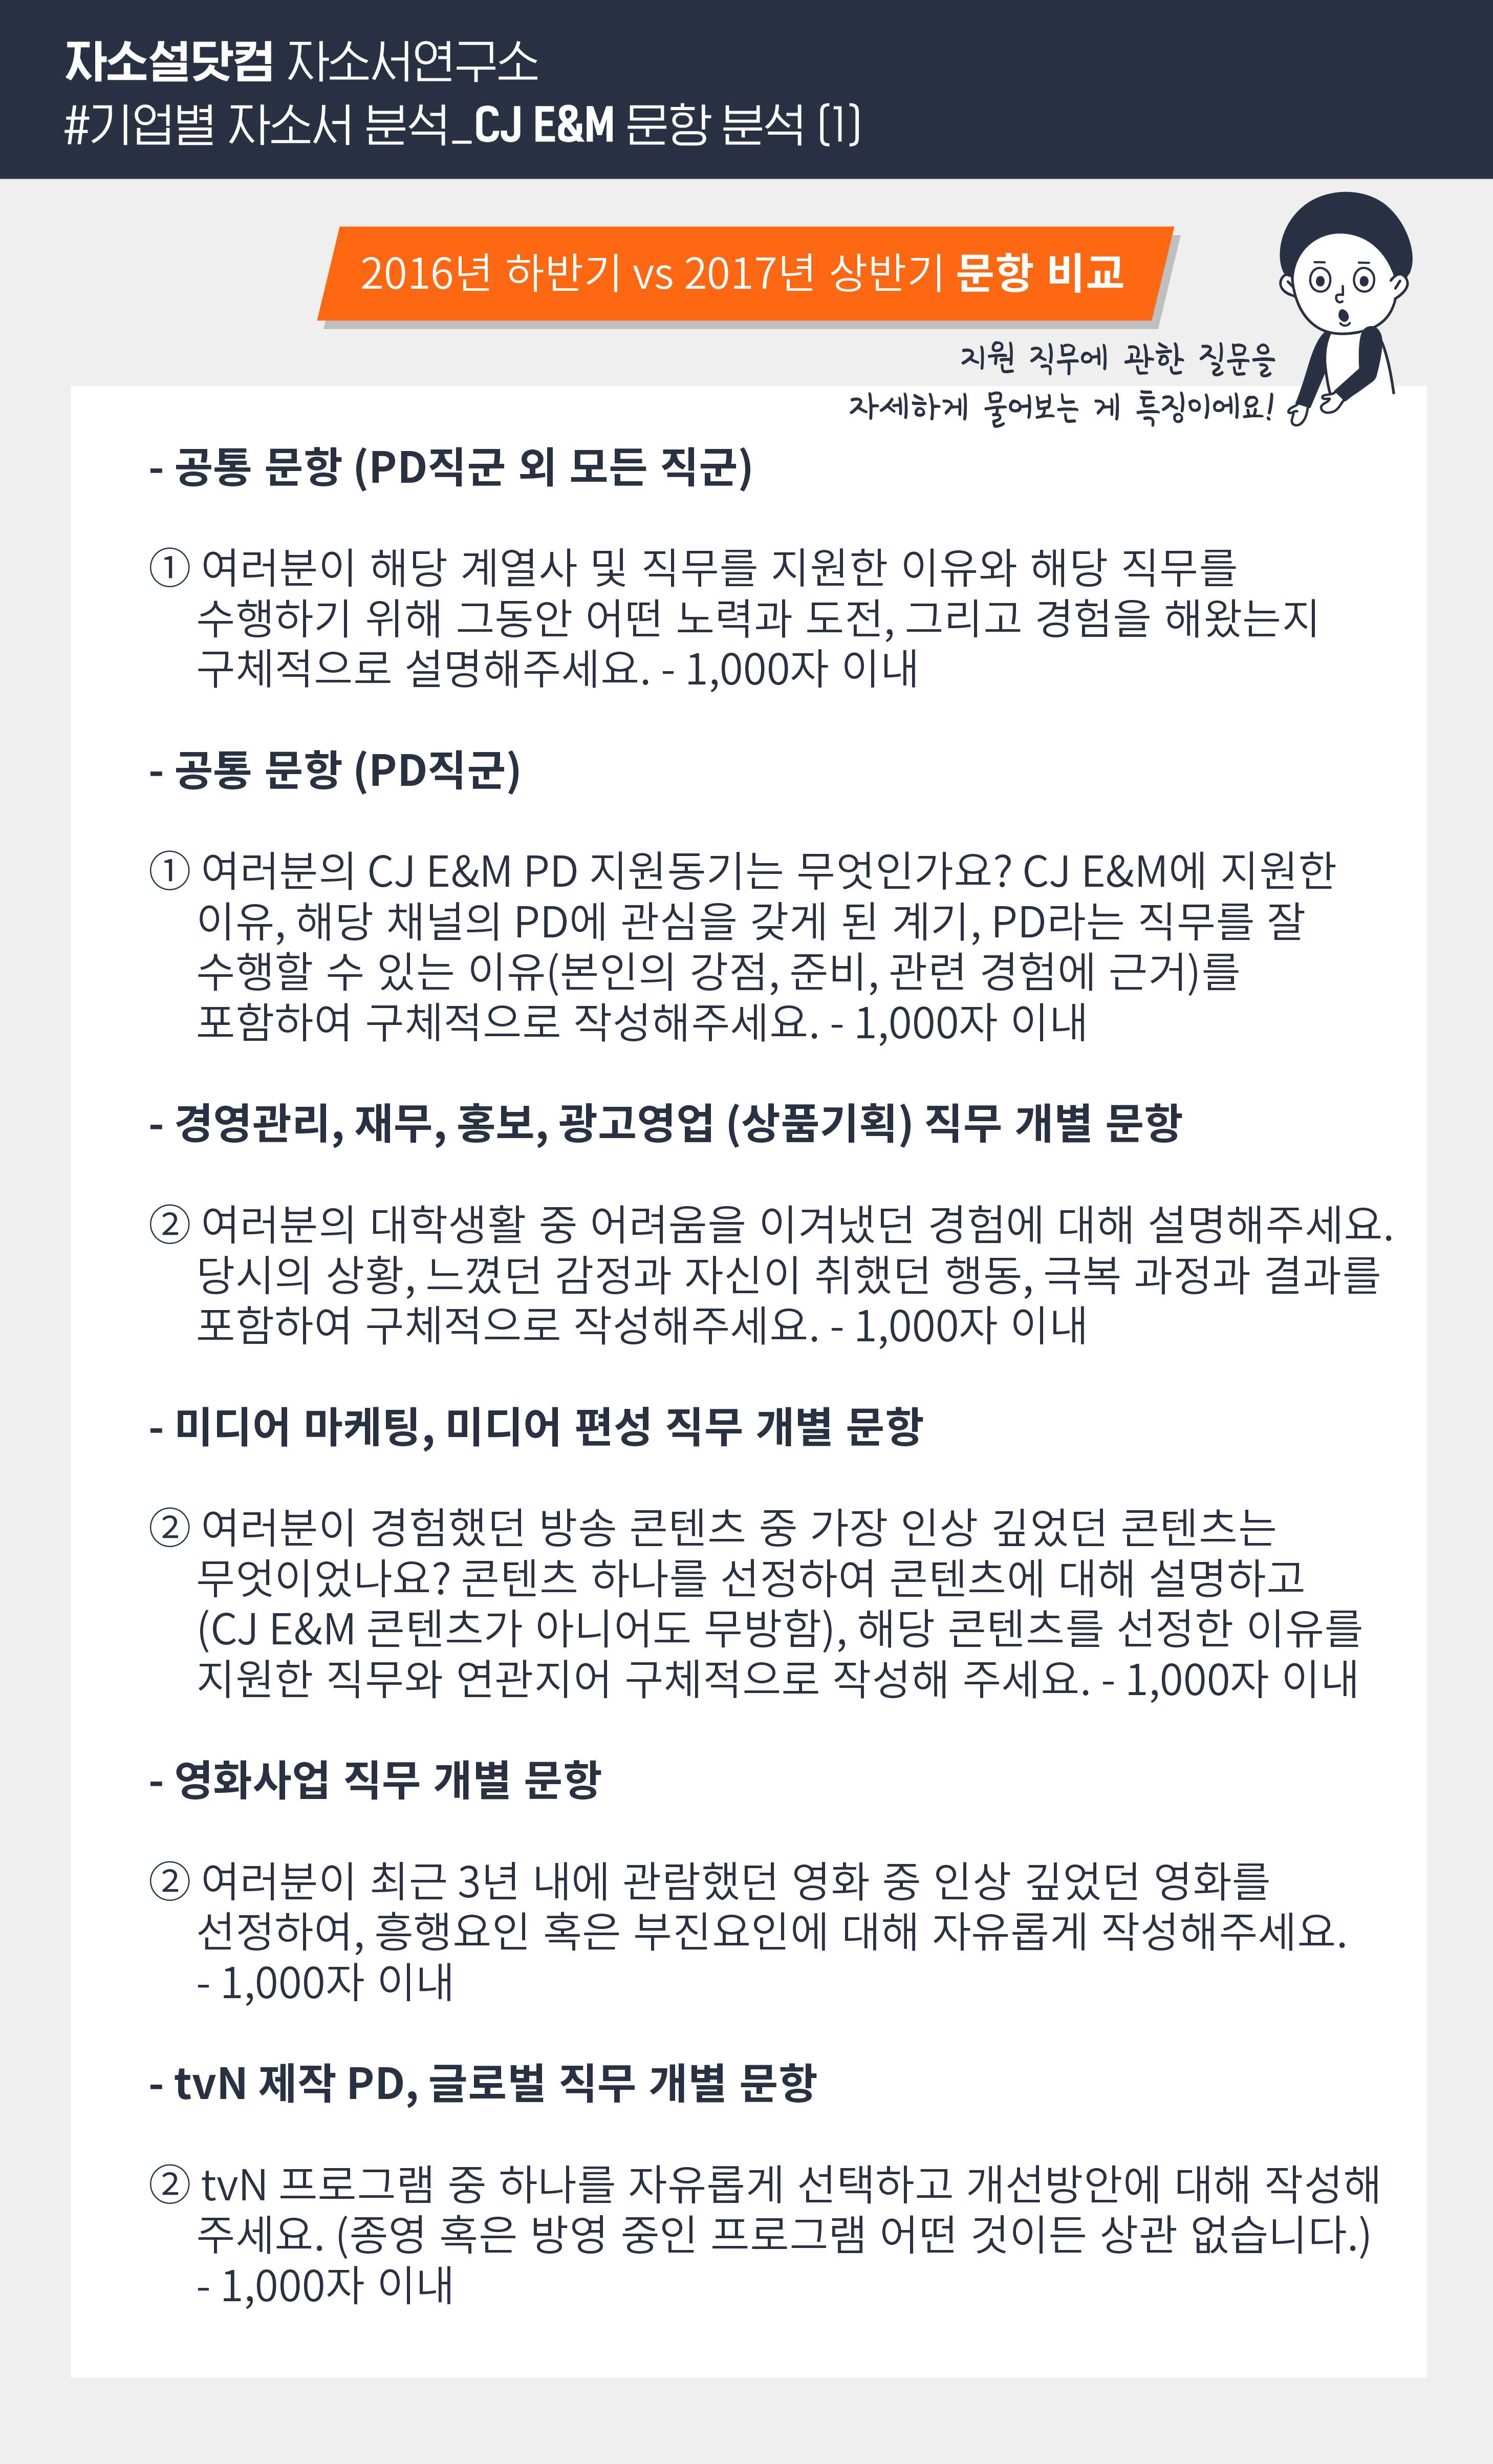 자소설닷컴 자소서연구소
#기업별 자소서 분석_CJ E&M 문항 분석 (1)
2016년 하반기 vs 2017년 상반기 문항 비교
지원 직무에 관한 질문을
자세하게 물어보는 게 특징이에요!
- 공통 문항 (PD직군 외 모든 직군)
① 여러분이 해당 계열사 및 직무를 지원한 이유와 해당 직무를
수행하기 위해 그동안 어떤 노력과 도전, 그리고 경험을 해왔는지
구체적으로 설명해주세요. - 1,000자 이내
- 공통 문항 (PD직군)
① 여러분의 CJ E&M PD 지원동기는 무엇인가요? CJ E&M에 지원한
이유, 해당 채널의 PD에 관심을 갖게 된 계기, PD라는 직무를 잘
수행할 수 있는 이유(본인의 강점, 준비, 관련 경험에 근거)를
포함하여 구체적으로 작성해주세요. - 1,000자 이내
- 경영관리, 재무, 홍보, 광고영업 (상품기획) 직무 개별 문항
② 여러분의 대학생활 중 어려움을 이겨냈던 경험에 대해 설명해주세요.
당시의 상황, 느꼈던 감정과 자신이 취했던 행동, 극복 과정과 결과를
포함하여 구체적으로 작성해주세요. - 1,000자 이내
- 미디어 마케팅, 미디어 편성 직무 개별 문항
② 여러분이 경험했던 방송 콘텐츠 중 가장 인상 깊었던 콘텐츠는
무엇이었나요? 콘텐츠 하나를 선정하여 콘텐츠에 대해 설명하고
(CJ E&M 콘텐츠가 아니어도 무방함), 해당 콘텐츠를 선정한 이유를
지원한 직무와 연관지어 구체적으로 작성해 주세요. - 1,000자 이내
- 영화사업 직무 개별 문항
② 여러분이 최근 3년 내에 관람했던 영화 중 인상 깊었던 영화를
선정하여, 흥행요인 혹은 부진요인에 대해 자유롭게 작성해주세요.
- 1,000자 이내
- tvN 제작 PD, 글로벌 직무 개별 문항
② tvN 프로그램 중 하나를 자유롭게 선택하고 개선방안에 대해 작성해
주세요. (종영 혹은 방영 중인 프로그램 어떤 것이든 상관 없습니다.)
- 1,000자 이내